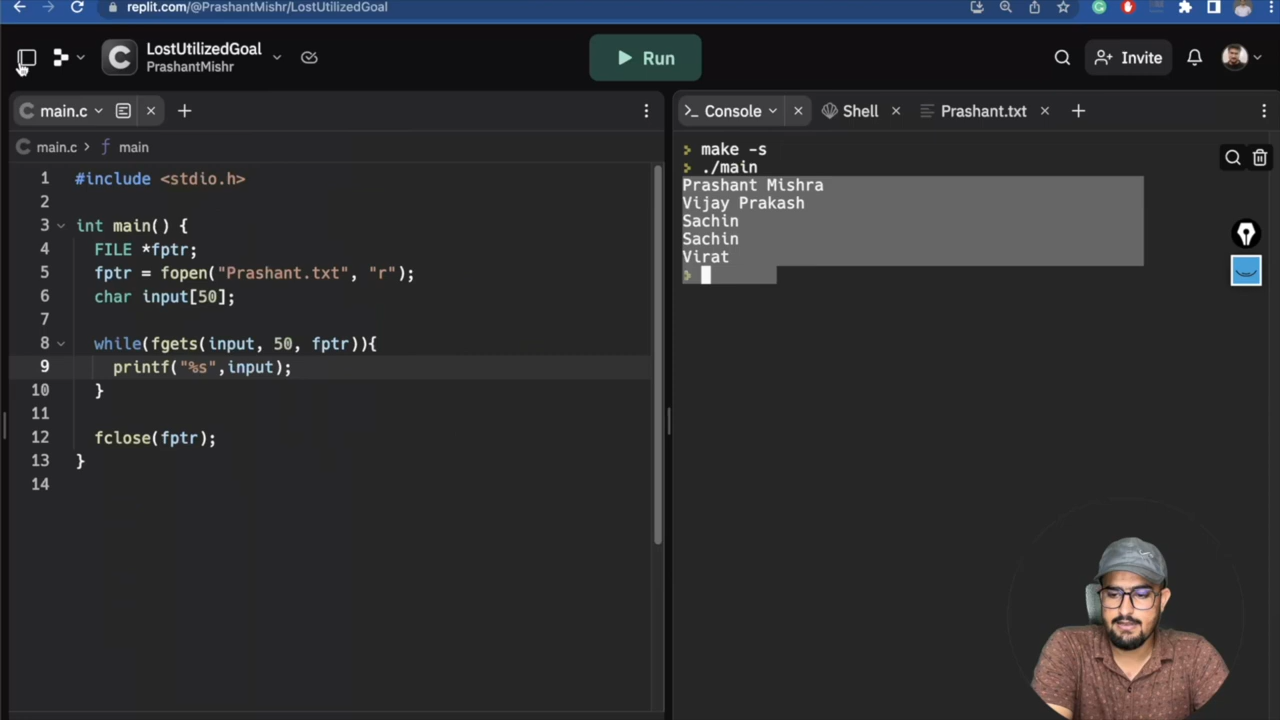 replit.com/@PrashantMishr/LostUtilizedGoal
LostUtilizedGoal
PrashantMishr
Run
Invite
main.c
main.c > main
1 #include <stdio.h>
2
3 int main() {
4 FILE *fptr;
5 fptr = fopen("Prashant.txt", "r");
6 char input[50];
7
8 while(fgets(input, 50, fptr)){
9 printf("%s",input);
10 }
11
12 fclose(fptr);
13 }
14
Console
Shell
Prashant.txt
make -s
./main
Prashant Mishra
Vijay Prakash
Sachin
Sachin
Virat